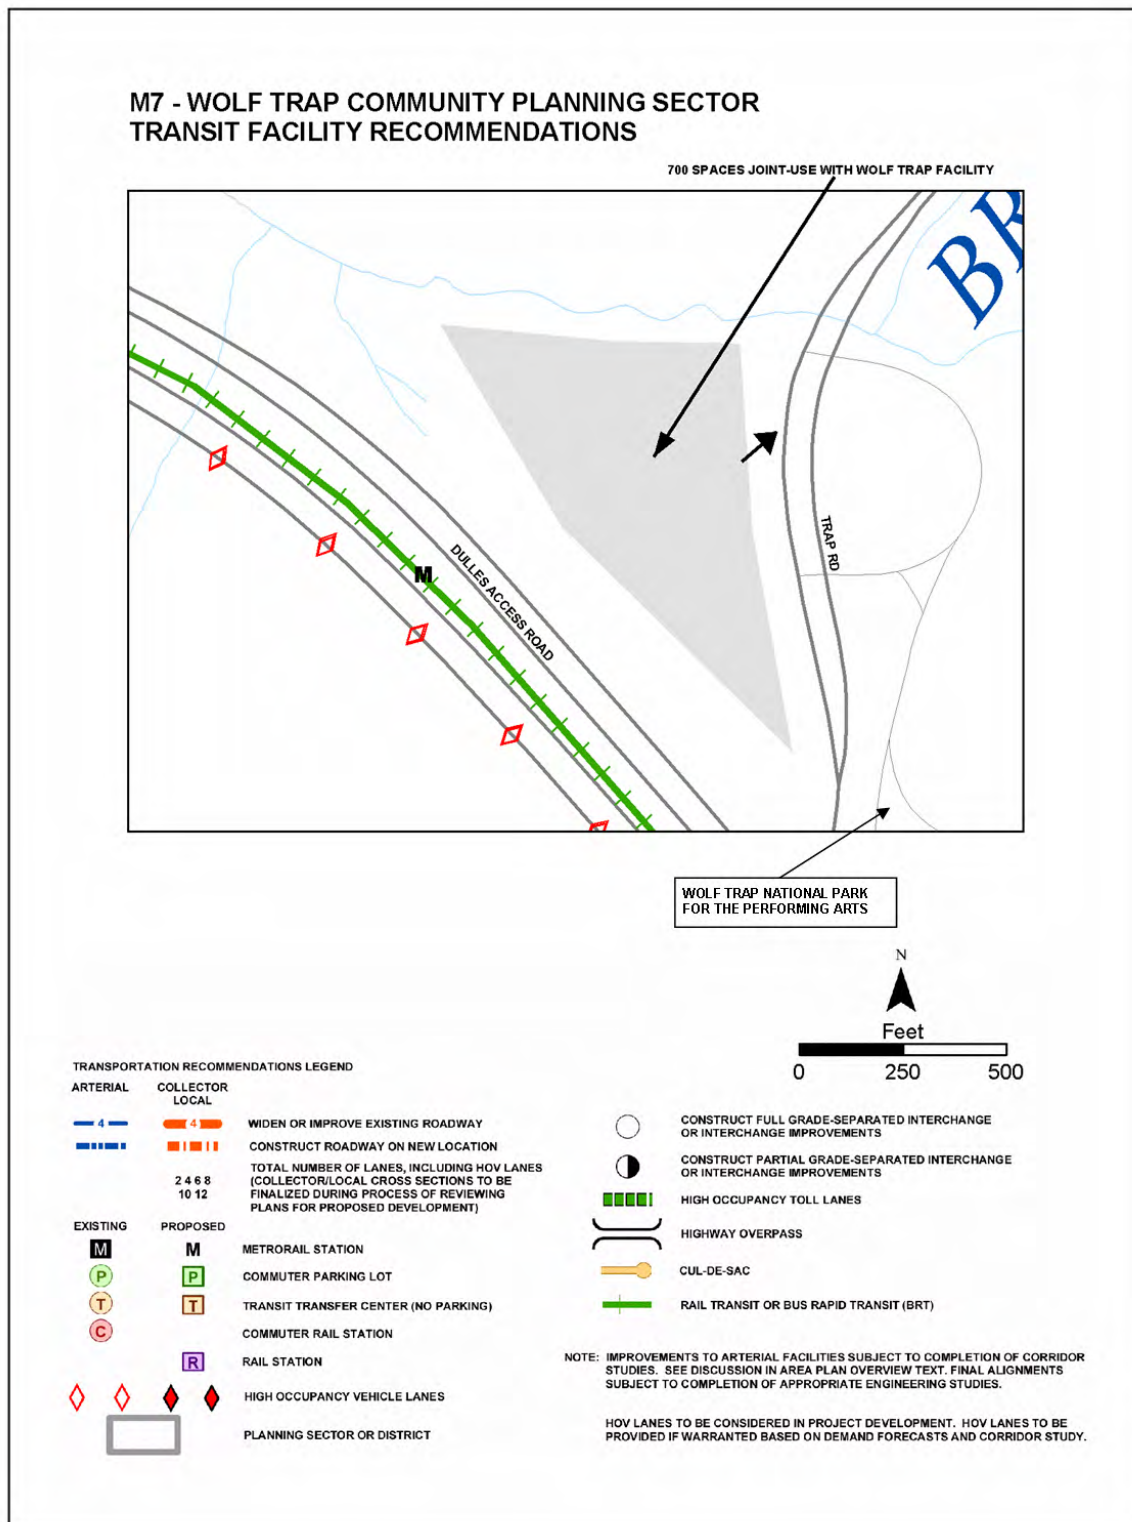 M7 - WOLF TRAP COMMUNITY PLANNING SECTOR
TRANSIT FACILITY RECOMMENDATIONS
700 SPACES JOINT-USE WITH WOLF TRAP FACILITY
BR
TRAP RD
M
DULLES ACCESS ROAD
WOLF TRAP NATIONAL PARK
FOR THE PERFORMING ARTS
N
Feet
0 250 500
TRANSPORTATION RECOMMENDATIONS LEGEND
ARTERIAL
COLLECTOR
LOCAL
4 4 WIDEN OR IMPROVE EXISTING ROADWAY
CONSTRUCT ROADWAY ON NEW LOCATION
2 4 6 8
10 12
TOTAL NUMBER OF LANES, INCLUDING HOV LANES
(COLLECTOR/LOCAL CROSS SECTIONS TO BE
FINALIZED DURING PROCESS OF REVIEWING
PLANS FOR PROPOSED DEVELOPMENT)
EXISTING PROPOSED
M M METRORAIL STATION
P P COMMUTER PARKING LOT
T T TRANSIT TRANSFER CENTER (NO PARKING)
C COMMUTER RAIL STATION
R RAIL STATION
HIGH OCCUPANCY VEHICLE LANES
PLANNING SECTOR OR DISTRICT
CONSTRUCT FULL GRADE-SEPARATED INTERCHANGE
OR INTERCHANGE IMPROVEMENTS
CONSTRUCT PARTIAL GRADE-SEPARATED INTERCHANGE
OR INTERCHANGE IMPROVEMENTS
HIGH OCCUPANCY TOLL LANES
HIGHWAY OVERPASS
CUL-DE-SAC
RAIL TRANSIT OR BUS RAPID TRANSIT (BRT)
NOTE: IMPROVEMENTS TO ARTERIAL FACILITIES SUBJECT TO COMPLETION OF CORRIDOR
STUDIES. SEE DISCUSSION IN AREA PLAN OVERVIEW TEXT. FINAL ALIGNMENTS
SUBJECT TO COMPLETION OF APPROPRIATE ENGINEERING STUDIES.
HOV LANES TO BE CONSIDERED IN PROJECT DEVELOPMENT. HOV LANES TO BE
PROVIDED IF WARRANTED BASED ON DEMAND FORECASTS AND CORRIDOR STUDY.